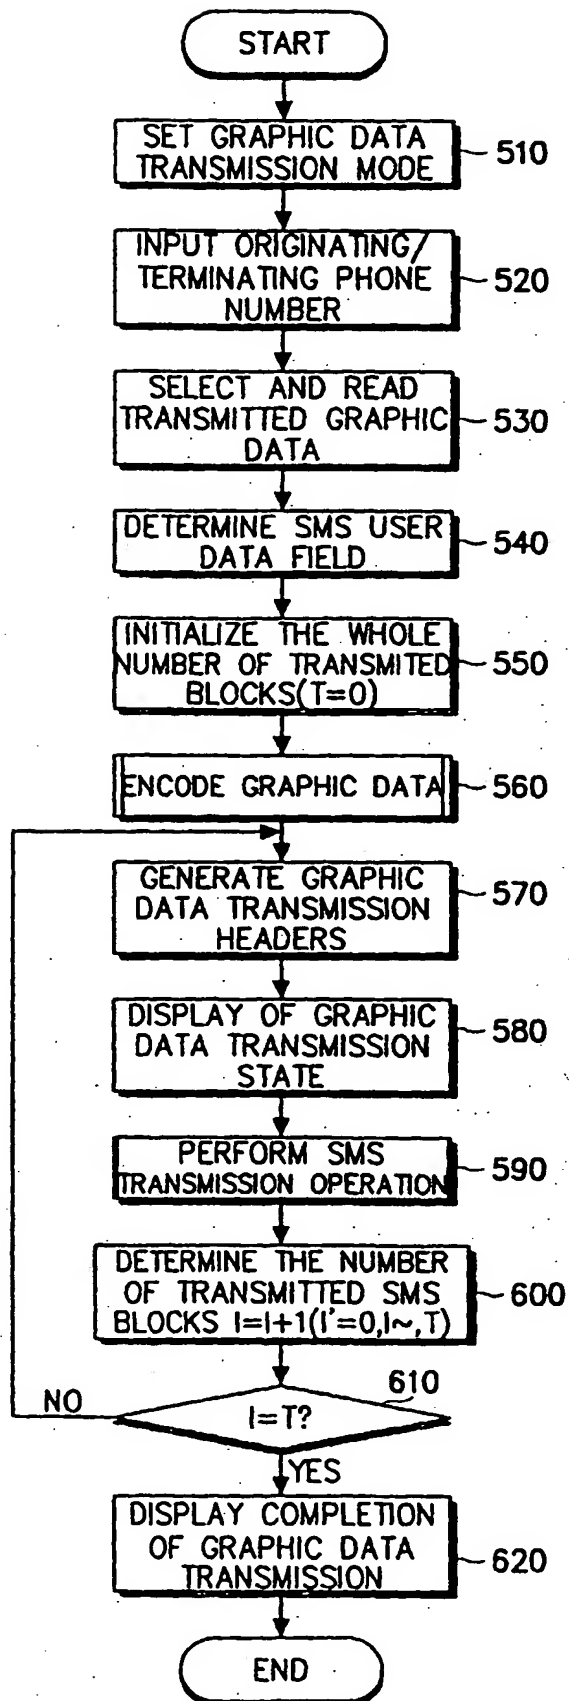 START
SET GRAPHIC DATA
TRANSMISSION MODE
510
INPUT ORIGINATING/
TERMINATING PHONE
NUMBER
520
SELECT AND READ
TRANSMITTED GRAPHIC
DATA
530
DETERMINE SMS USER
DATA FIELD
540
INITIALIZE THE WHOLE
NUMBER OF TRANSMITED
BLOCKS(T=0)
550
ENCODE GRAPHIC DATA
560
GENERATE GRAPHIC
DATA TRANSMISSION
HEADERS
570
DISPLAY OF GRAPHIC
DATA TRANSMISSION
STATE
580
PERFORM SMS
TRANSMISSION OPERATION
590
DETERMINE THE NUMBER
OF TRANSMITTED SMS
BLOCKS I=I+1(I'=0,I~,T)
600
610
NO
I=T?
YES
DISPLAY COMPLETION
OF GRAPHIC DATA
TRANSMISSION
620
END